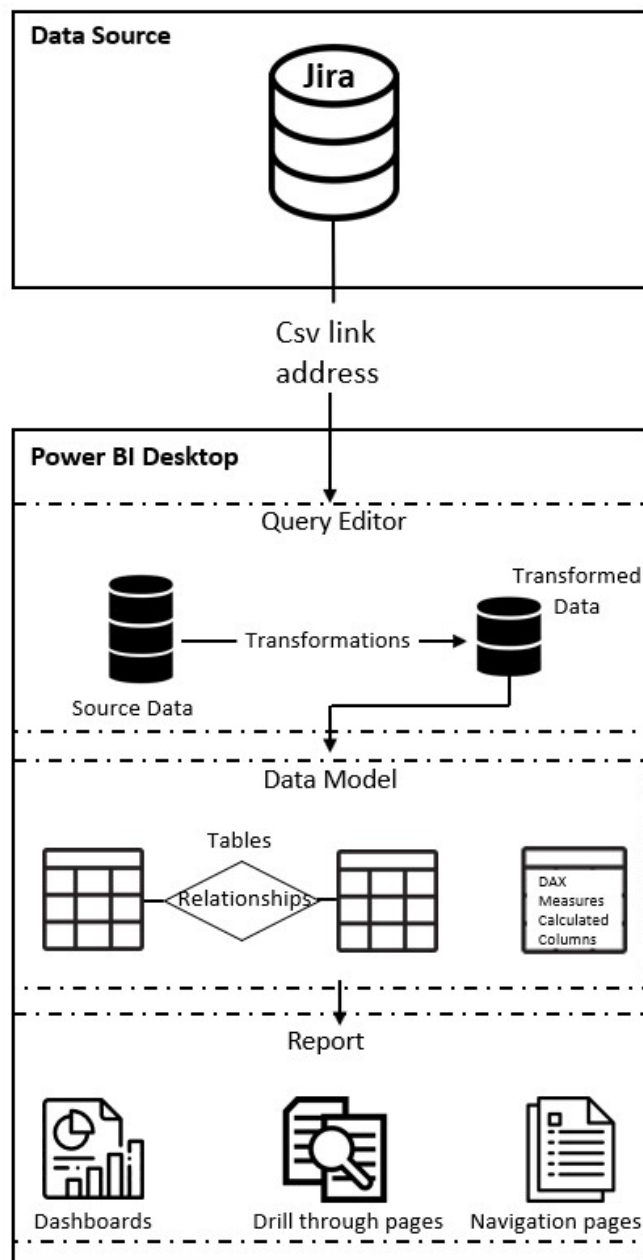 Data Source
Jira
Csv link
address
Power BI Desktop
Query Editor
Transformed
Data
Transformations
Source Data
Data Model
Tables
Relationships
DAX
Measures
Calculated
Columns
Report
Dashboards
Drill through pages
Navigation pages